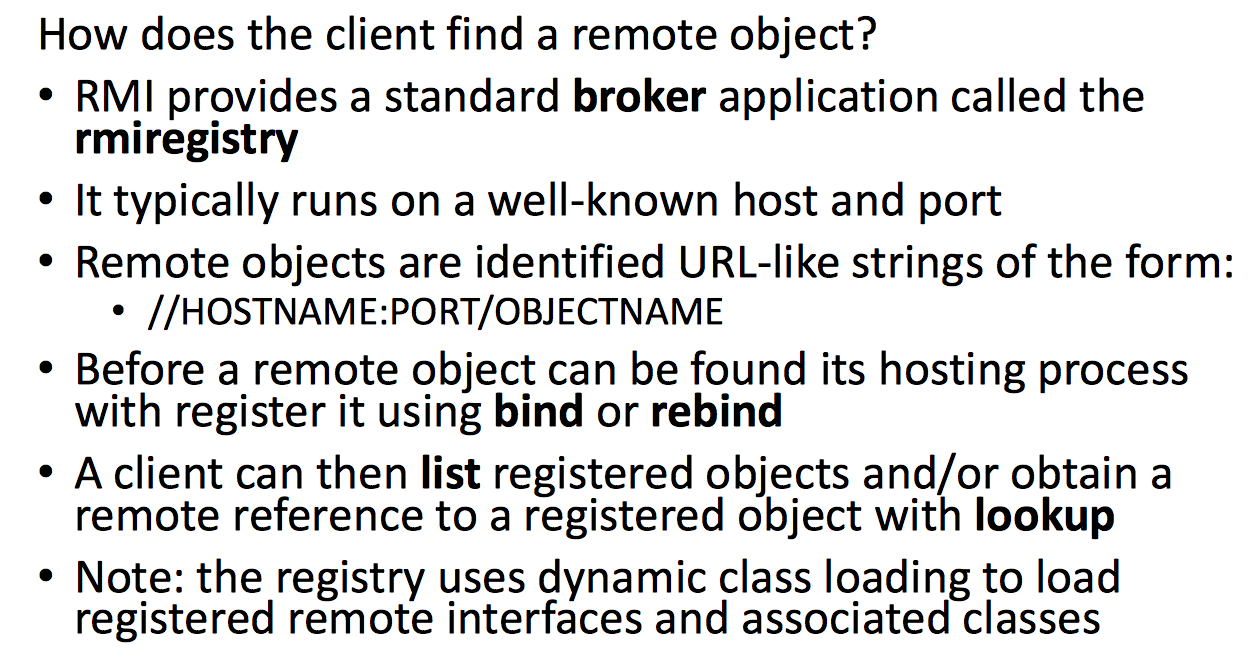 How does the client find a remote object?
• RMI provides a standard broker application called the
rmiregistry
• It typically runs on a well-known host and port
• Remote objects are identified URL-like strings of the form:
• //HOSTNAME:PORT/OBJECTNAME
• Before a remote object can be found its hosting process
with register it using bind or rebind
• A client can then list registered objects and/or obtain a
remote reference to a registered object with lookup
• Note: the registry uses dynamic class loading to load
registered remote interfaces and associated classes